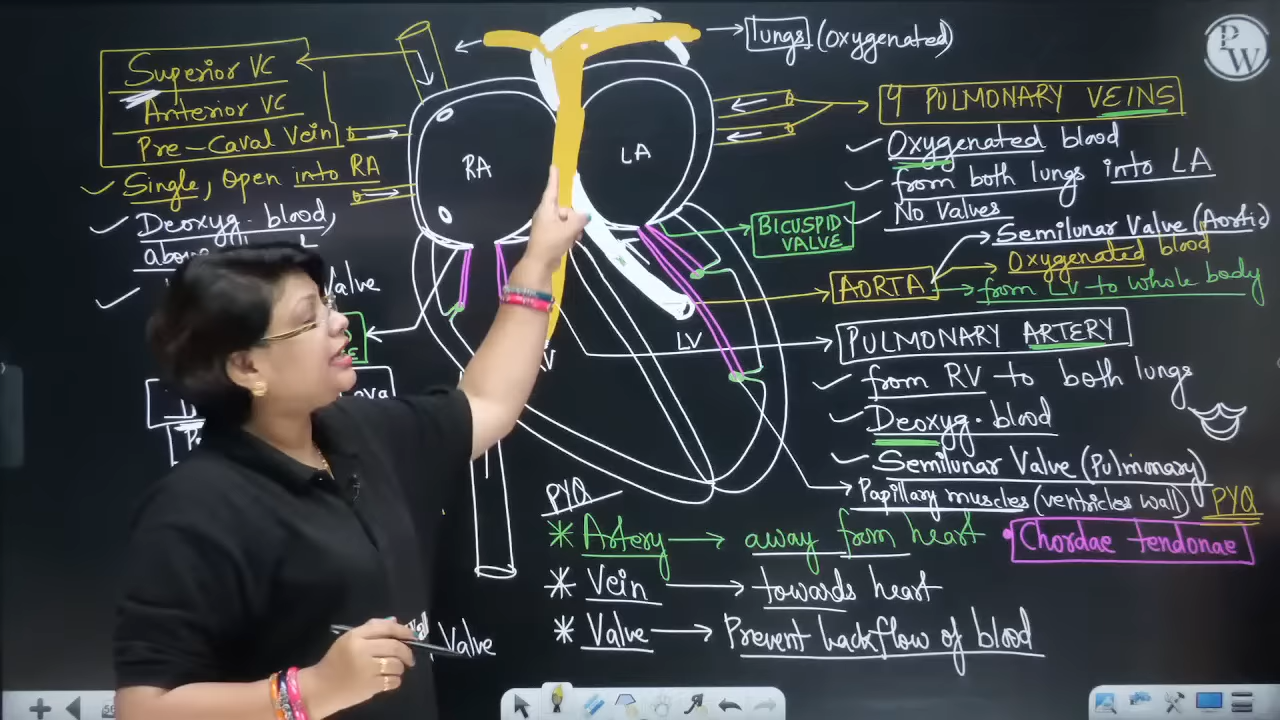 Superior VC
Anterior VC
Pre-Caval Vein
Single, Open into RA
Deoxyg. blood,
above
Valve
RA
LA
LV
Valve
lungs (oxygenated)
PW
4 PULMONARY VEINS
Oxygenated blood
from both lungs into LA
No Valves
BICUSPID
VALVE
Semilunar Valve (Aortic)
AORTA
Oxygenated blood
from LV to whole body
PULMONARY ARTERY
from RV to both lungs
Deoxyg. blood
Semilunar Valve (Pulmonary)
Papillary muscles (ventricles wall) PYQ
Chordae tendonae
PYQ
* Artery → away from heart
* Vein → towards heart
* Valve → Prevent backflow of blood